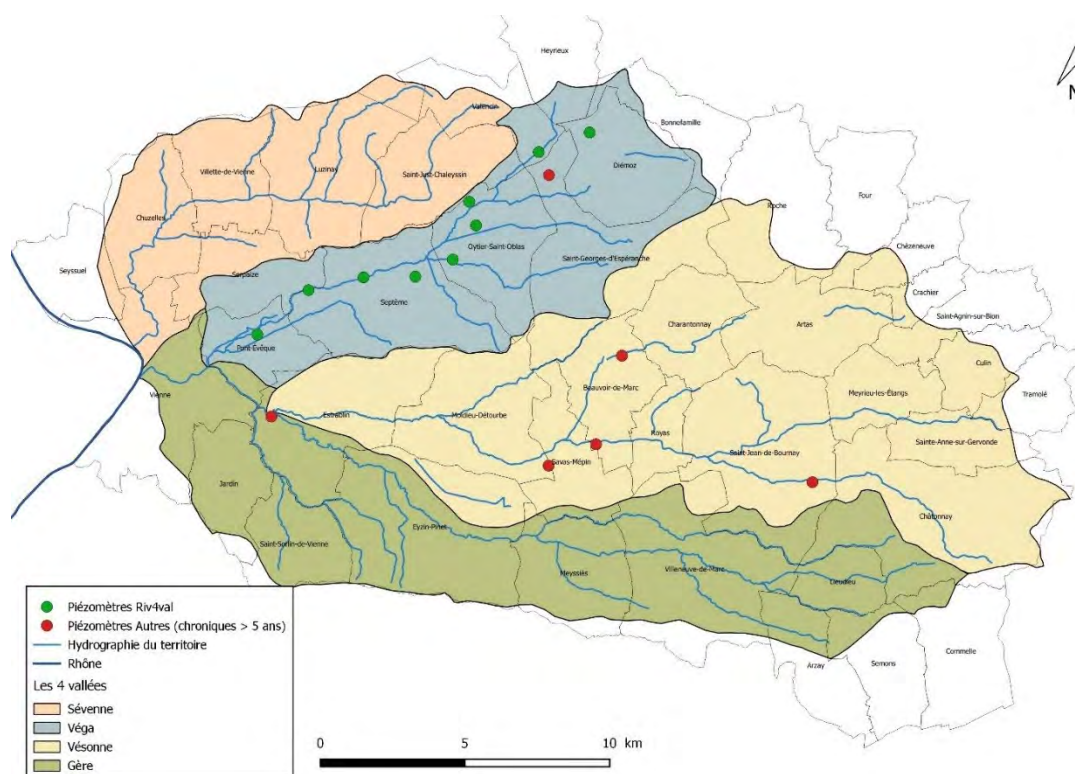 Heyrieux
N
Valencin
Bonnefamille
Diémoz
Villette-de-Vienne
Luzinay
Saint-Just-Chaleyssin
Roche
Four
Chuzelles
Chèzeneuve
Oytier-Saint-Oblas
Seyssuel
Serpaize
Saint-Georges-d'Espéranche
Crachier
Septème
Saint-Agnin-sur-Bion
Charantonnay
Artas
Pont-Evêque
Culin
Beauvoir-de-Marc
Meyrieu-les-Étangs
Tramolé
Vienne
Estrablin
Moidieu-Détourbe
Royas
Sainte-Anne-sur-Gervonde
Savas-Mépin
Saint-Jean-de-Bournay
Jardin
Châtonnay
Eyzin-Pinet
Saint-Sorlin-de-Vienne
Meyssiès
Villeneuve-de-Marc
Lieudieu
Commelle
Arzay
Semons
Piézomètres Riv4val
Piézomètres Autres (chroniques > 5 ans)
Hydrographie du territoire
Rhône
Les 4 vallées
Sévenne
Véga
Vésonne
Gère
0 5 10 km